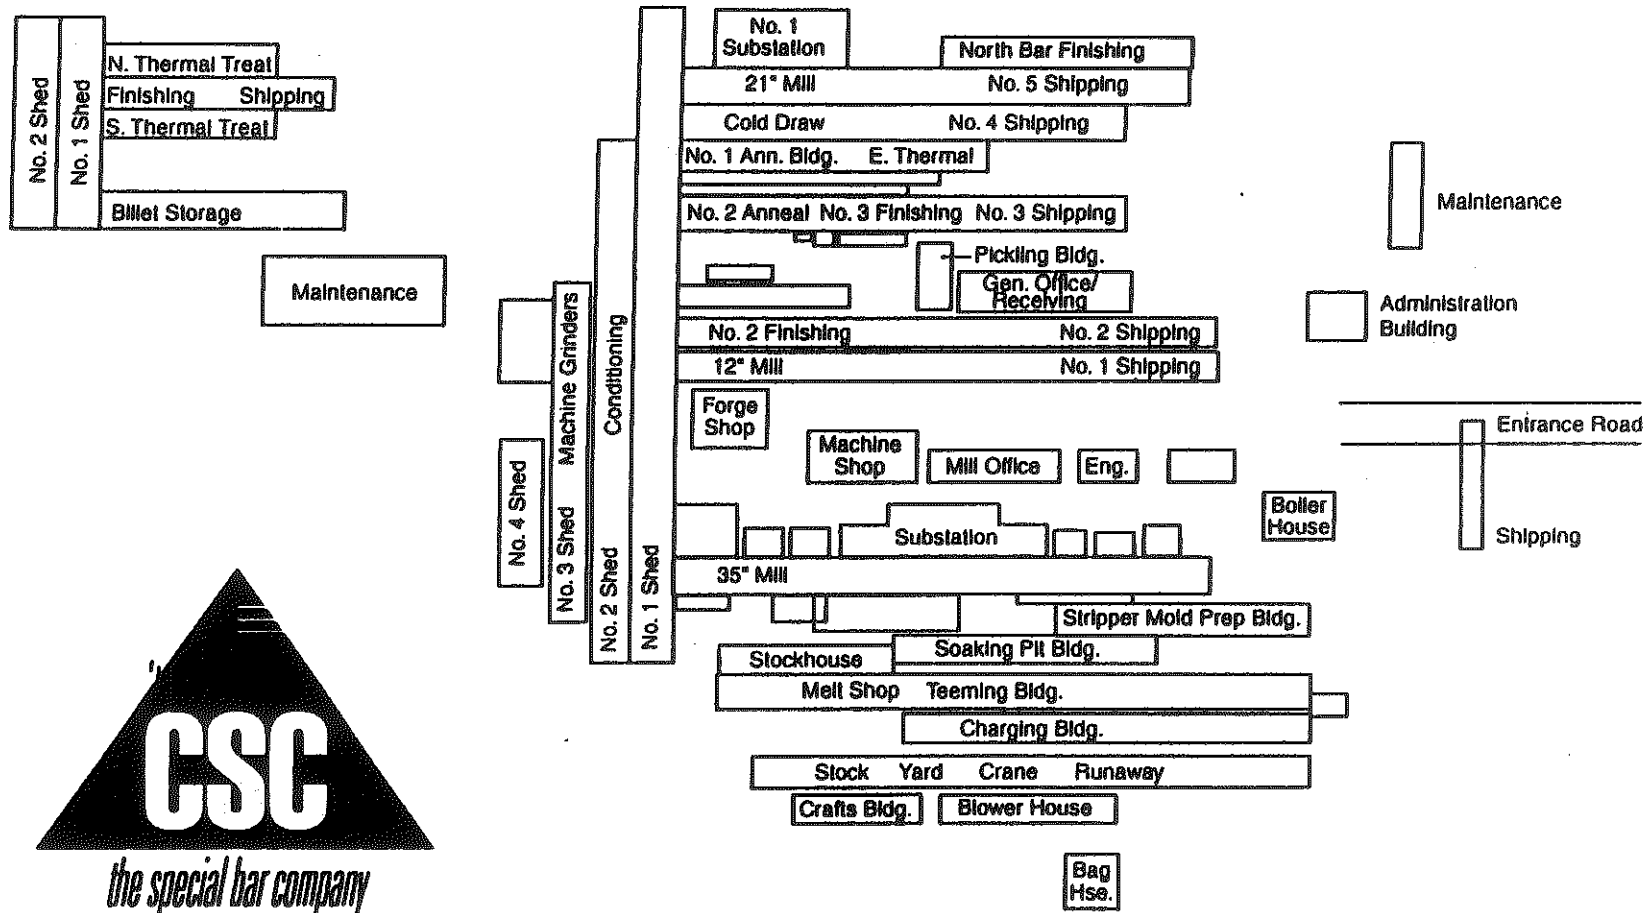 No. 2 Shed
No. 1 Shed
N. Thermal Treat
Finishing Shipping
S. Thermal Treat
Billet Storage
Maintenance
No. 1
Substation
North Bar Finishing
21" Mill No. 5 Shipping
Cold Draw No. 4 Shipping
No. 1 Ann. Bldg. E. Thermal
No. 2 Anneal No. 3 Finishing No. 3 Shipping
Pickling Bldg.
Gen. Office/
Receiving
No. 2 Finishing No. 2 Shipping
12" Mill No. 1 Shipping
Forge
Shop
Machine
Shop
Mill Office
Eng.
Boiler
House
Substation
35" Mill
No. 4 Shed
No. 3 Shed Machine Grinders
No. 2 Shed Conditioning
No. 1 Shed
Stripper Mold Prep Bldg.
Soaking Pit Bldg.
Stockhouse
Melt Shop Teeming Bldg.
Charging Bldg.
Stock Yard Crane Runaway
Crafts Bldg.
Blower House
Bag
Hse.
Maintenance
Administration
Building
Entrance Road
Shipping
CSC
the special bar company